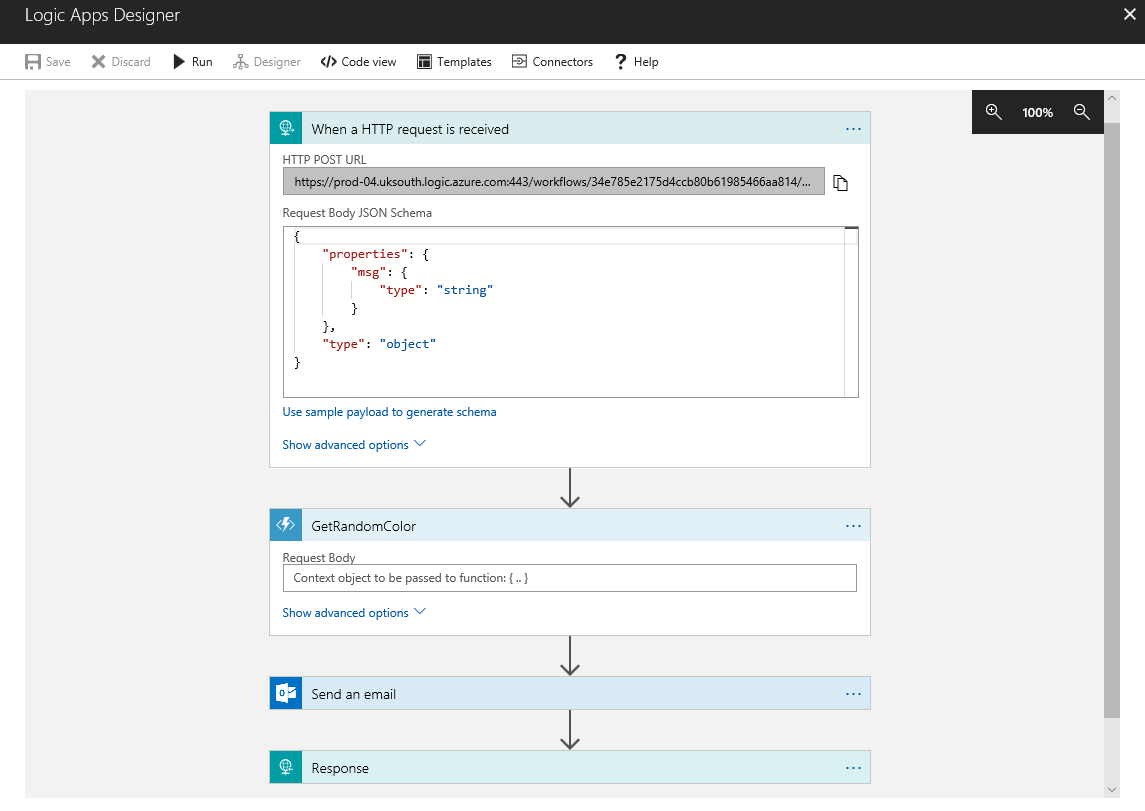 Logic Apps Designer
Save Discard Run Designer Code view Templates Connectors Help
100%
When a HTTP request is received
HTTP POST URL
https://prod-04.uksouth.logic.azure.com:443/workflows/34e785e2175d4ccb80b61985466aa814/...
Request Body JSON Schema
{
"properties": {
"msg": {
"type": "string"
}
},
"type": "object"
}
Use sample payload to generate schema
Show advanced options
GetRandomColor
Request Body
Context object to be passed to function: { .. }
Show advanced options
Send an email
Response